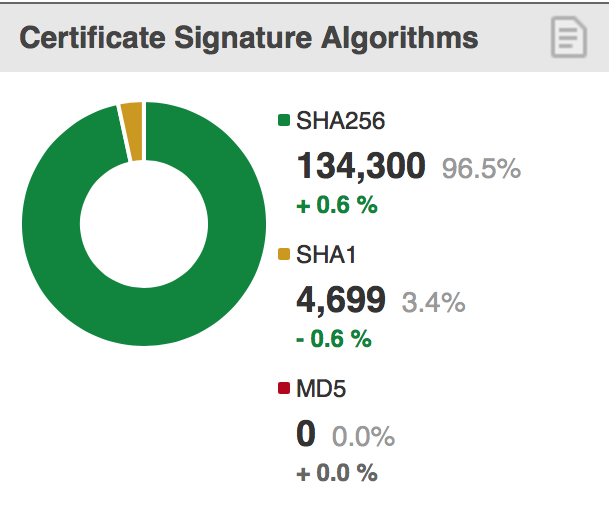 Certificate Signature Algorithms
SHA256
134,300 96.5%
+ 0.6 %
SHA1
4,699 3.4%
- 0.6 %
MD5
0 0.0%
+ 0.0 %